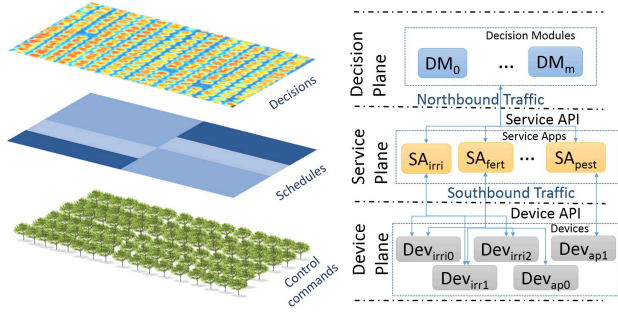 Decisions
Schedules
Control
commands
Decision
Plane
Decision Modules
DM0 ... DMm
Northbound Traffic
Service API
Service
Plane
Service Apps
SAirri SAfert ... SApest
Southbound Traffic
Device API
Device
Plane
Devices
Devirri0 Devirri2 Devap1
Devirr1 Devap0